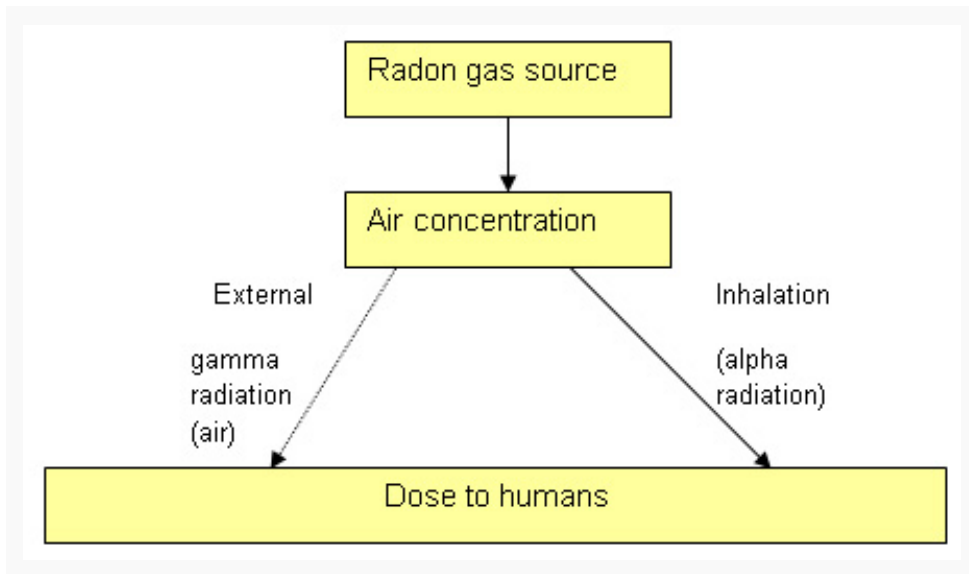 Radon gas source
Air concentration
External
gamma
radiation
(air)
Inhalation
(alpha
radiation)
Dose to humans